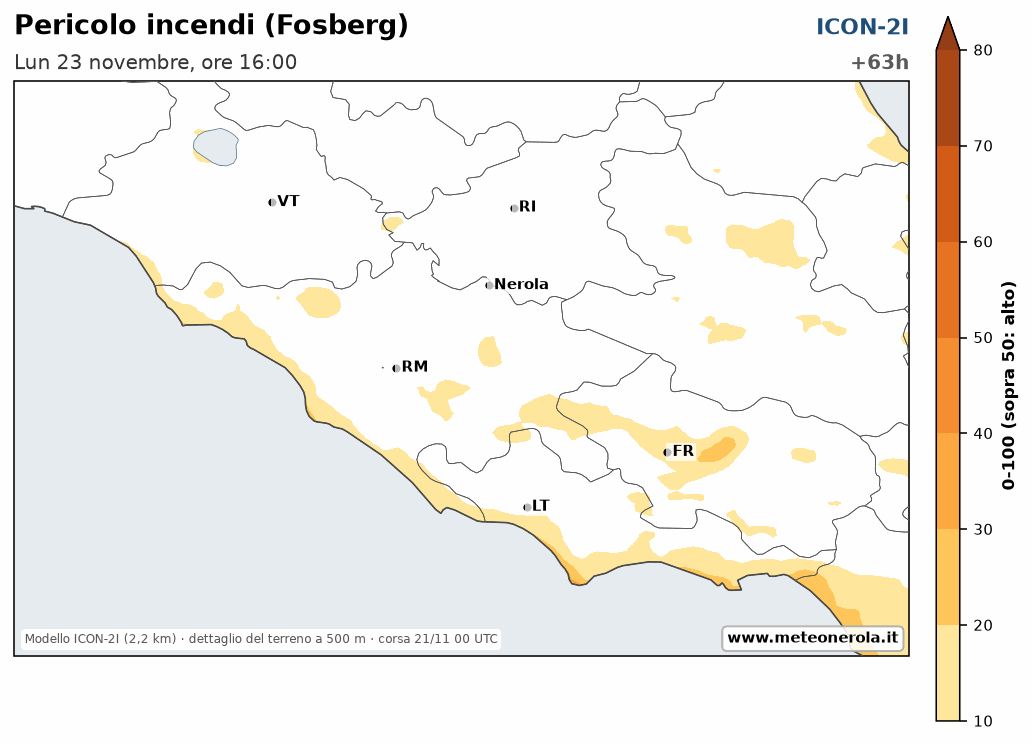 Pericolo incendi (Fosberg)
ICON-2I
Lun 23 novembre, ore 16:00
+63h
VT
RI
Nerola
RM
FR
LT
Modello ICON-2I (2,2 km) · dettaglio del terreno a 500 m · corsa 21/11 00 UTC
www.meteonerola.it
80
70
60
50
40
30
20
10
0-100 (sopra 50: alto)